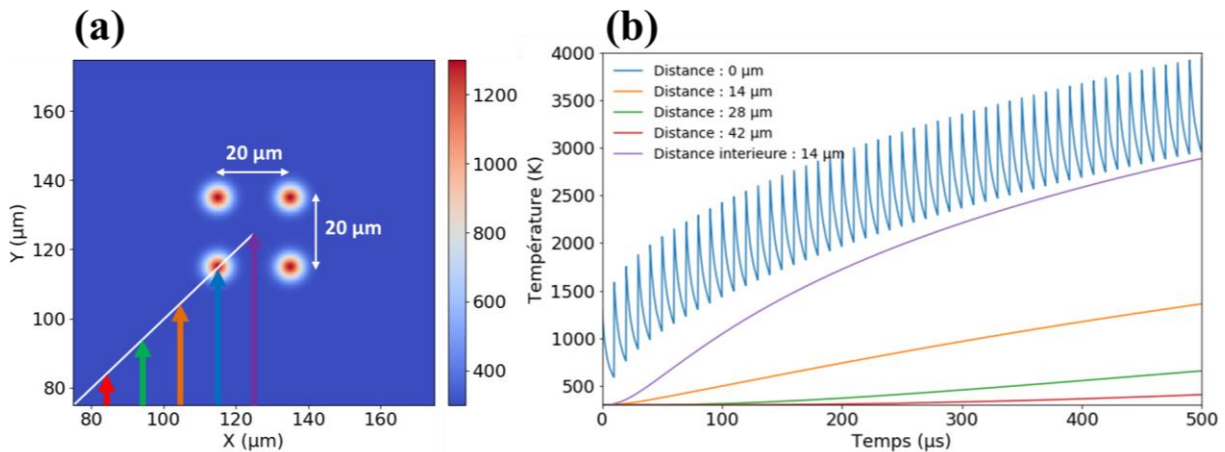 (a)
160
140
120
100
80
80
100
120
140
160
Y (µm)
X (µm)
20 µm
20 µm
1200
1000
800
600
400
(b)
4000
3500
3000
2500
2000
1500
1000
500
0
100
200
300
400
500
Température (K)
Temps (µs)
Distance : 0 µm
Distance : 14 µm
Distance : 28 µm
Distance : 42 µm
Distance interieure : 14 µm